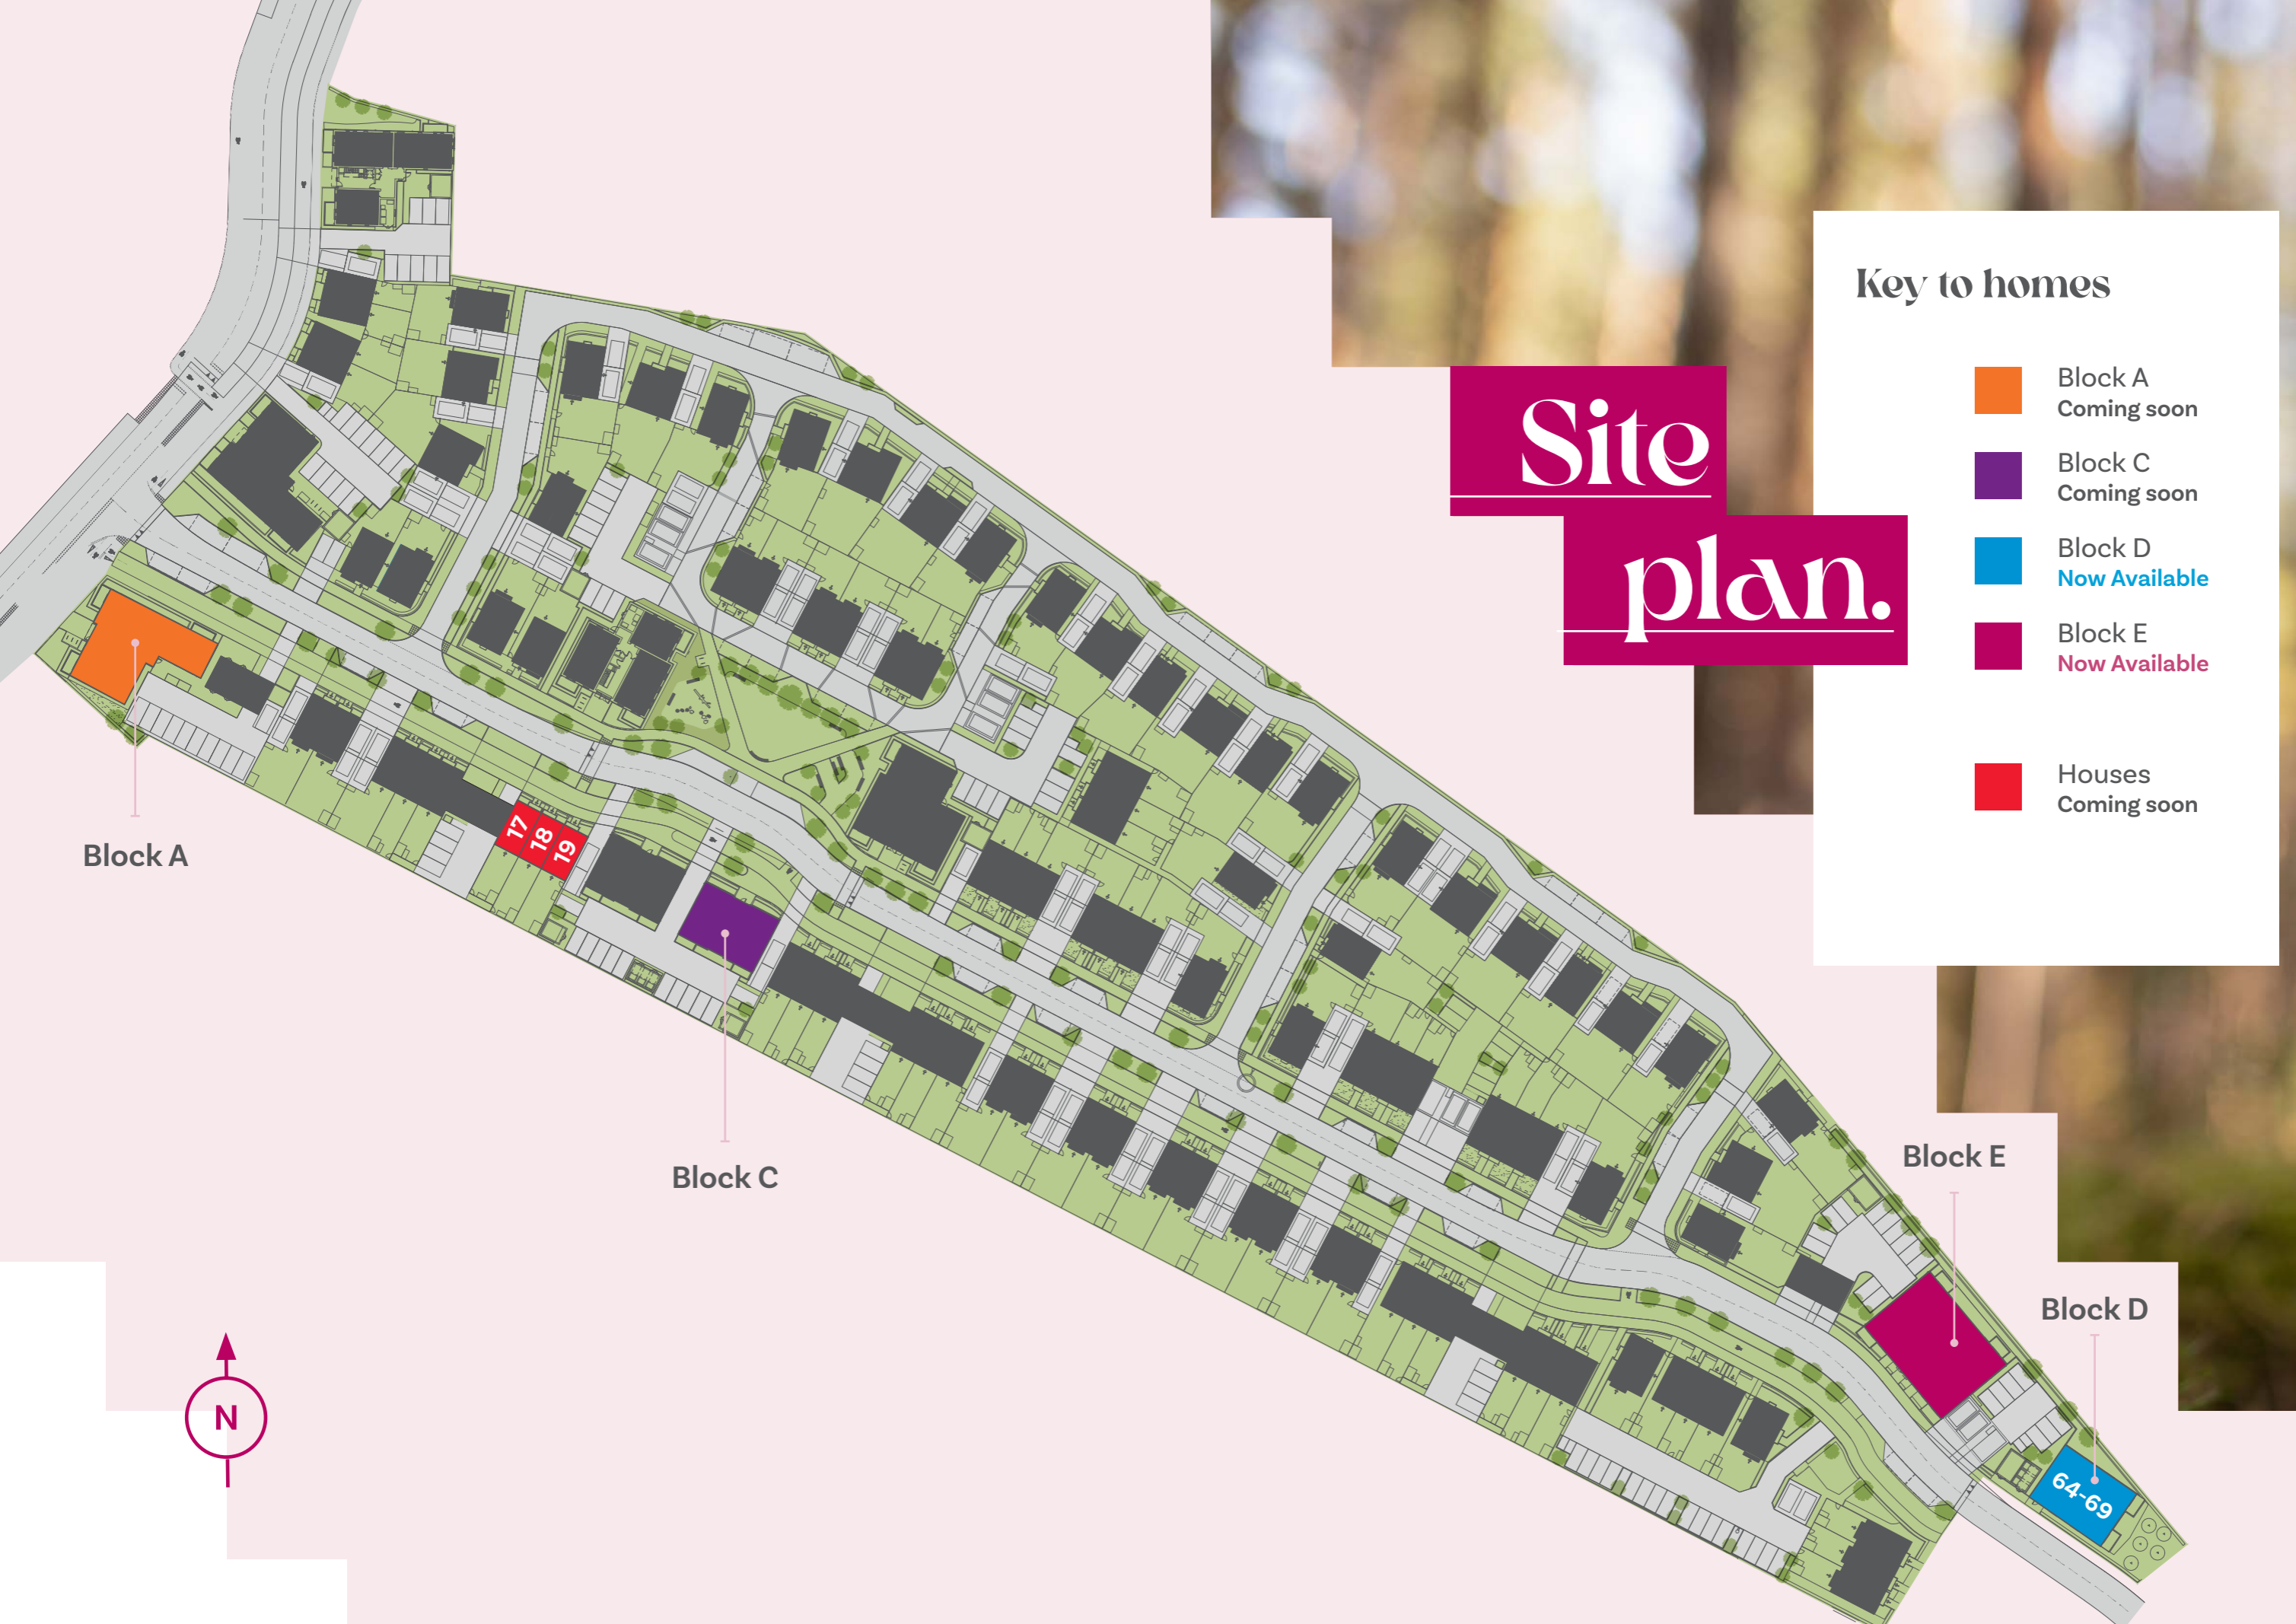 Site
plan.
Key to homes
Block A
Coming soon
Block C
Coming soon
Block D
Now Available
Block E
Now Available
Houses
Coming soon
Block A
17
18
19
Block C
Block E
Block D
64-69
N